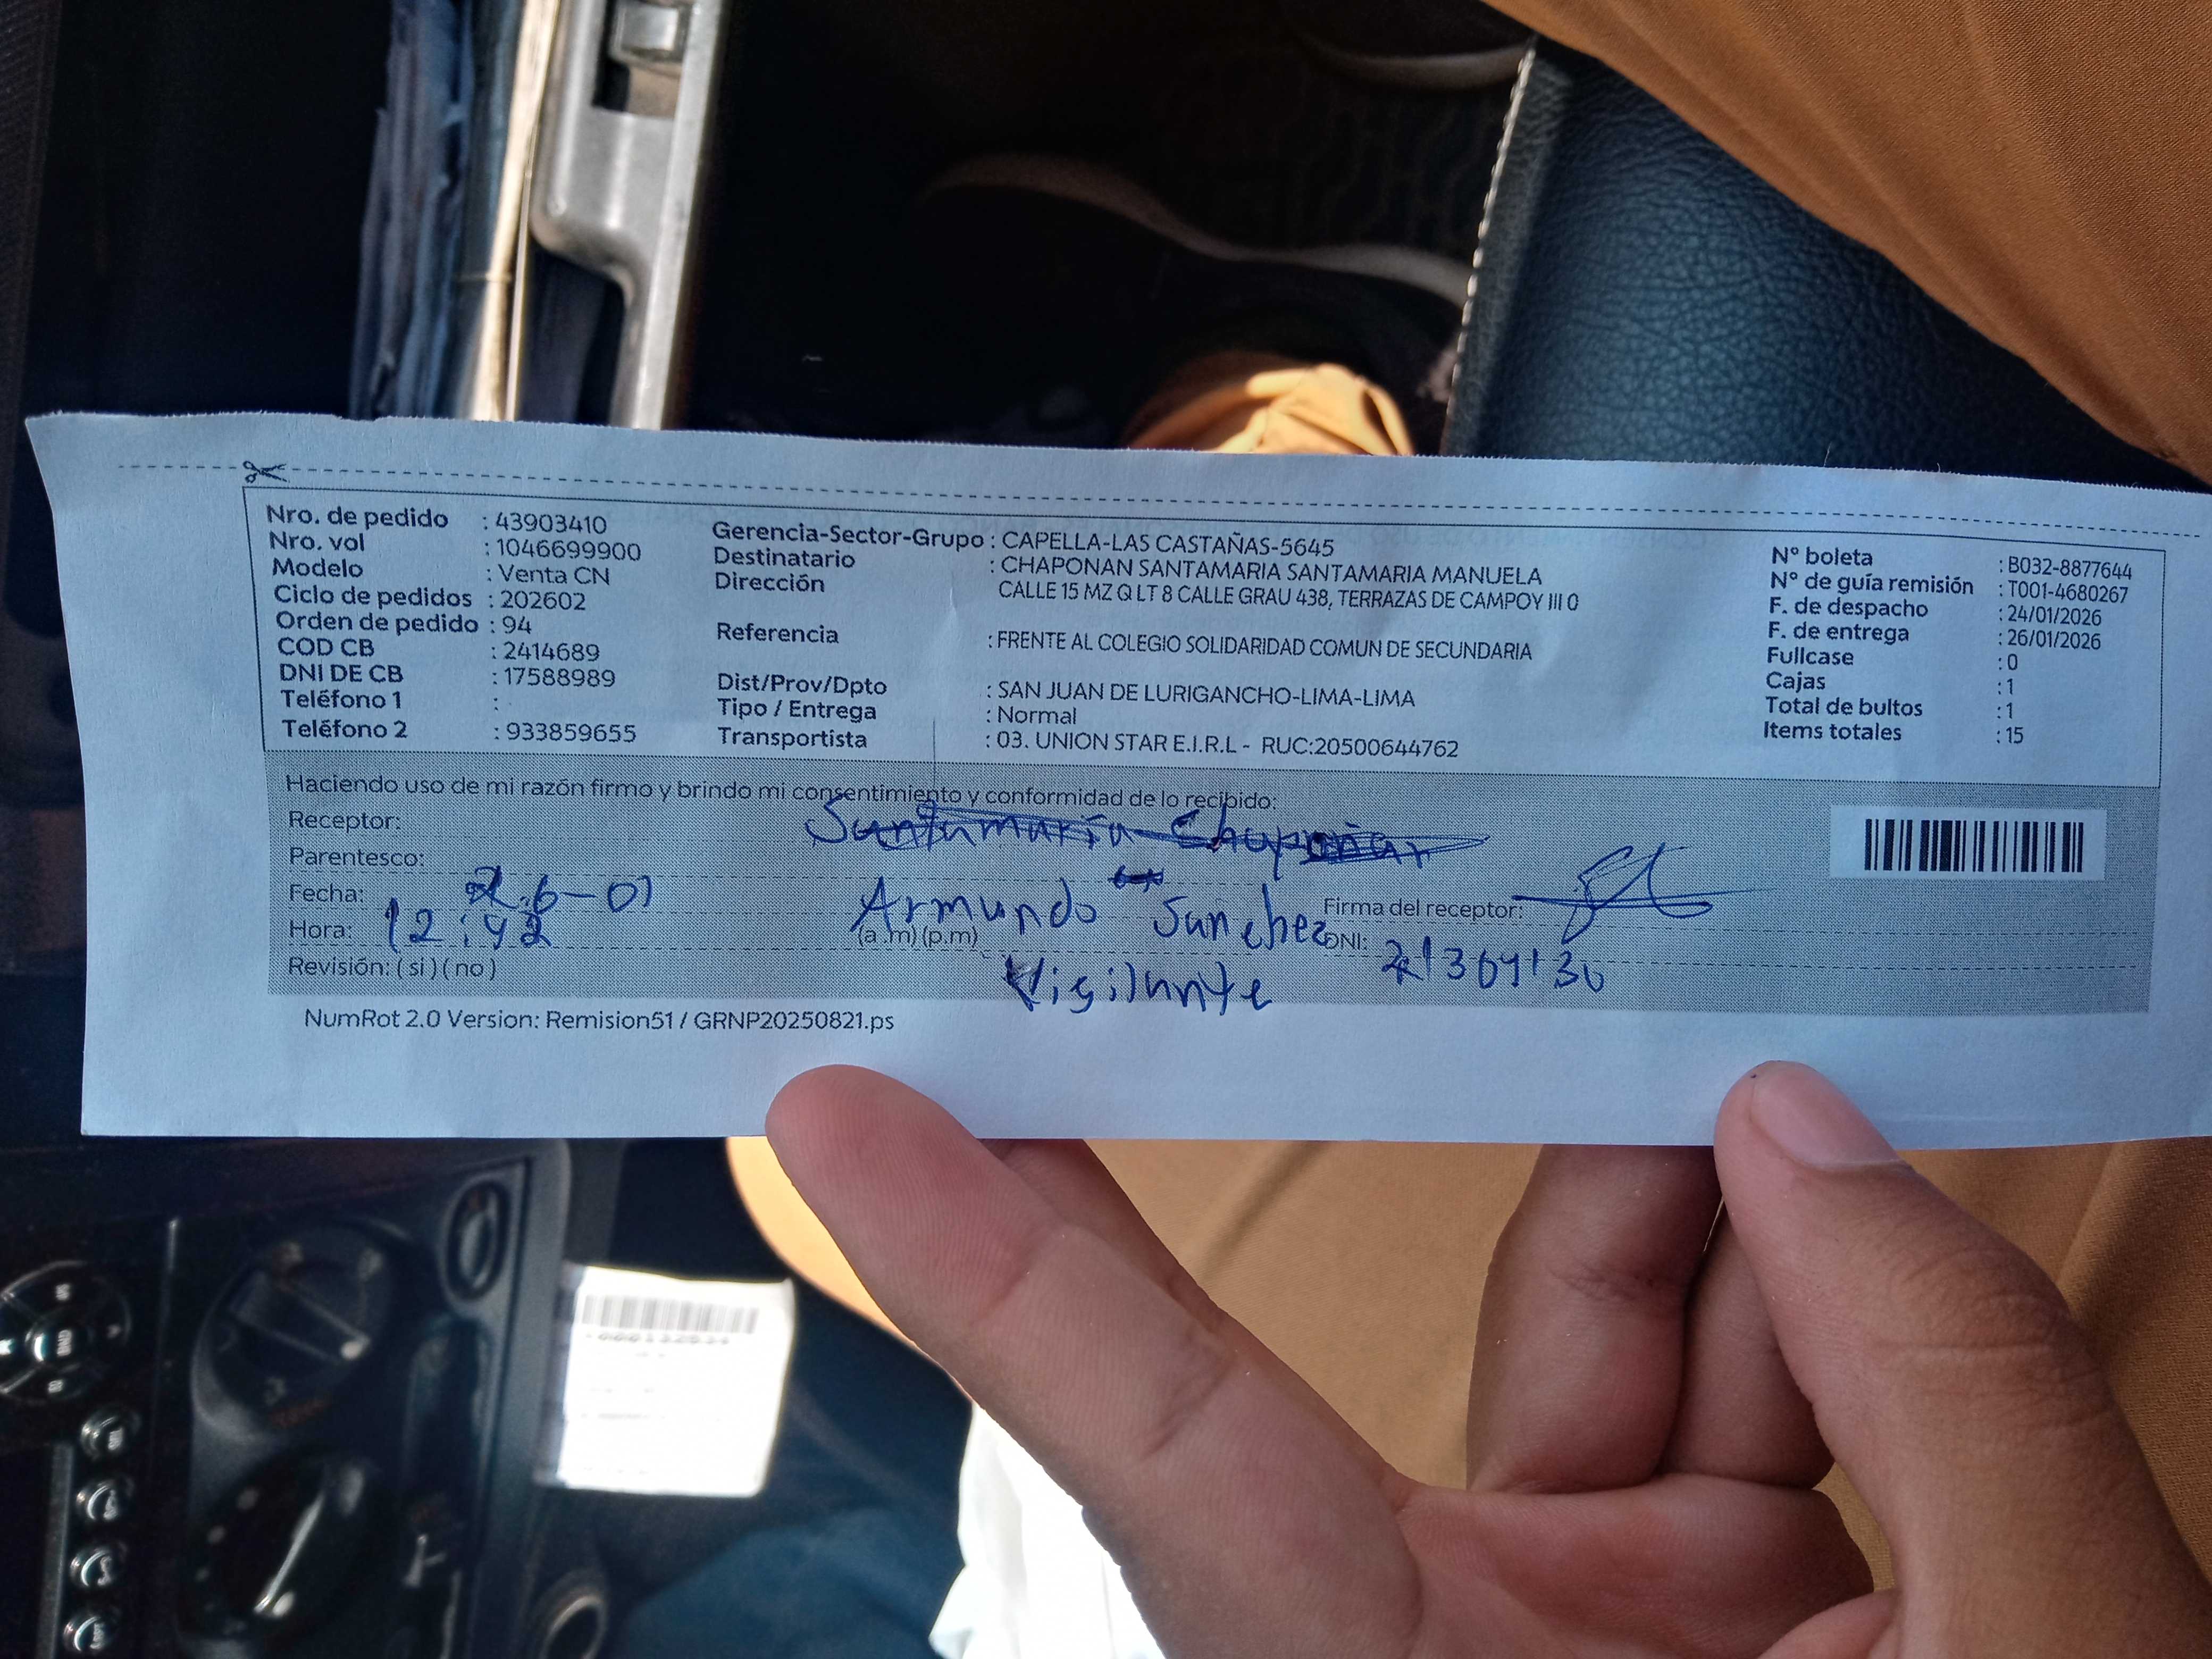 Nro. de pedido : 43903410
Nro. vol : 1046699900
Modelo : Venta CN
Ciclo de pedidos : 202602
Orden de pedido : 94
COD CB : 2414689
DNI DE CB : 17588989
Teléfono 1 :
Teléfono 2 : 933859655
Gerencia-Sector-Grupo : CAPELLA-LAS CASTAÑAS-5645
Destinatario : CHAPONAN SANTAMARIA SANTAMARIA MANUELA
Dirección CALLE 15 MZ Q LT 8 CALLE GRAU 438, TERRAZAS DE CAMPOY III 0
Referencia : FRENTE AL COLEGIO SOLIDARIDAD COMUN DE SECUNDARIA
Dist/Prov/Dpto : SAN JUAN DE LURIGANCHO-LIMA-LIMA
Tipo / Entrega : Normal
Transportista : 03. UNION STAR E.I.R.L - RUC:20500644762
N° boleta : B032-8877644
N° de guía remisión : T001-4680267
F. de despacho : 24/01/2026
F. de entrega : 26/01/2026
Fullcase : 0
Cajas : 1
Total de bultos : 1
Items totales : 15
Haciendo uso de mi razón firmo y brindo mi consentimiento y conformidad de lo recibido:
Receptor: Santamaria
Parentesco:
Fecha: 26-01 Armundo Sanchez Firma del receptor:
Hora: 12:42 (a.m) (p.m) DNI:
Revisión: (si) (no) Vigilante
NumRot 2.0 Version: Remision51 / GRNP20250821.ps